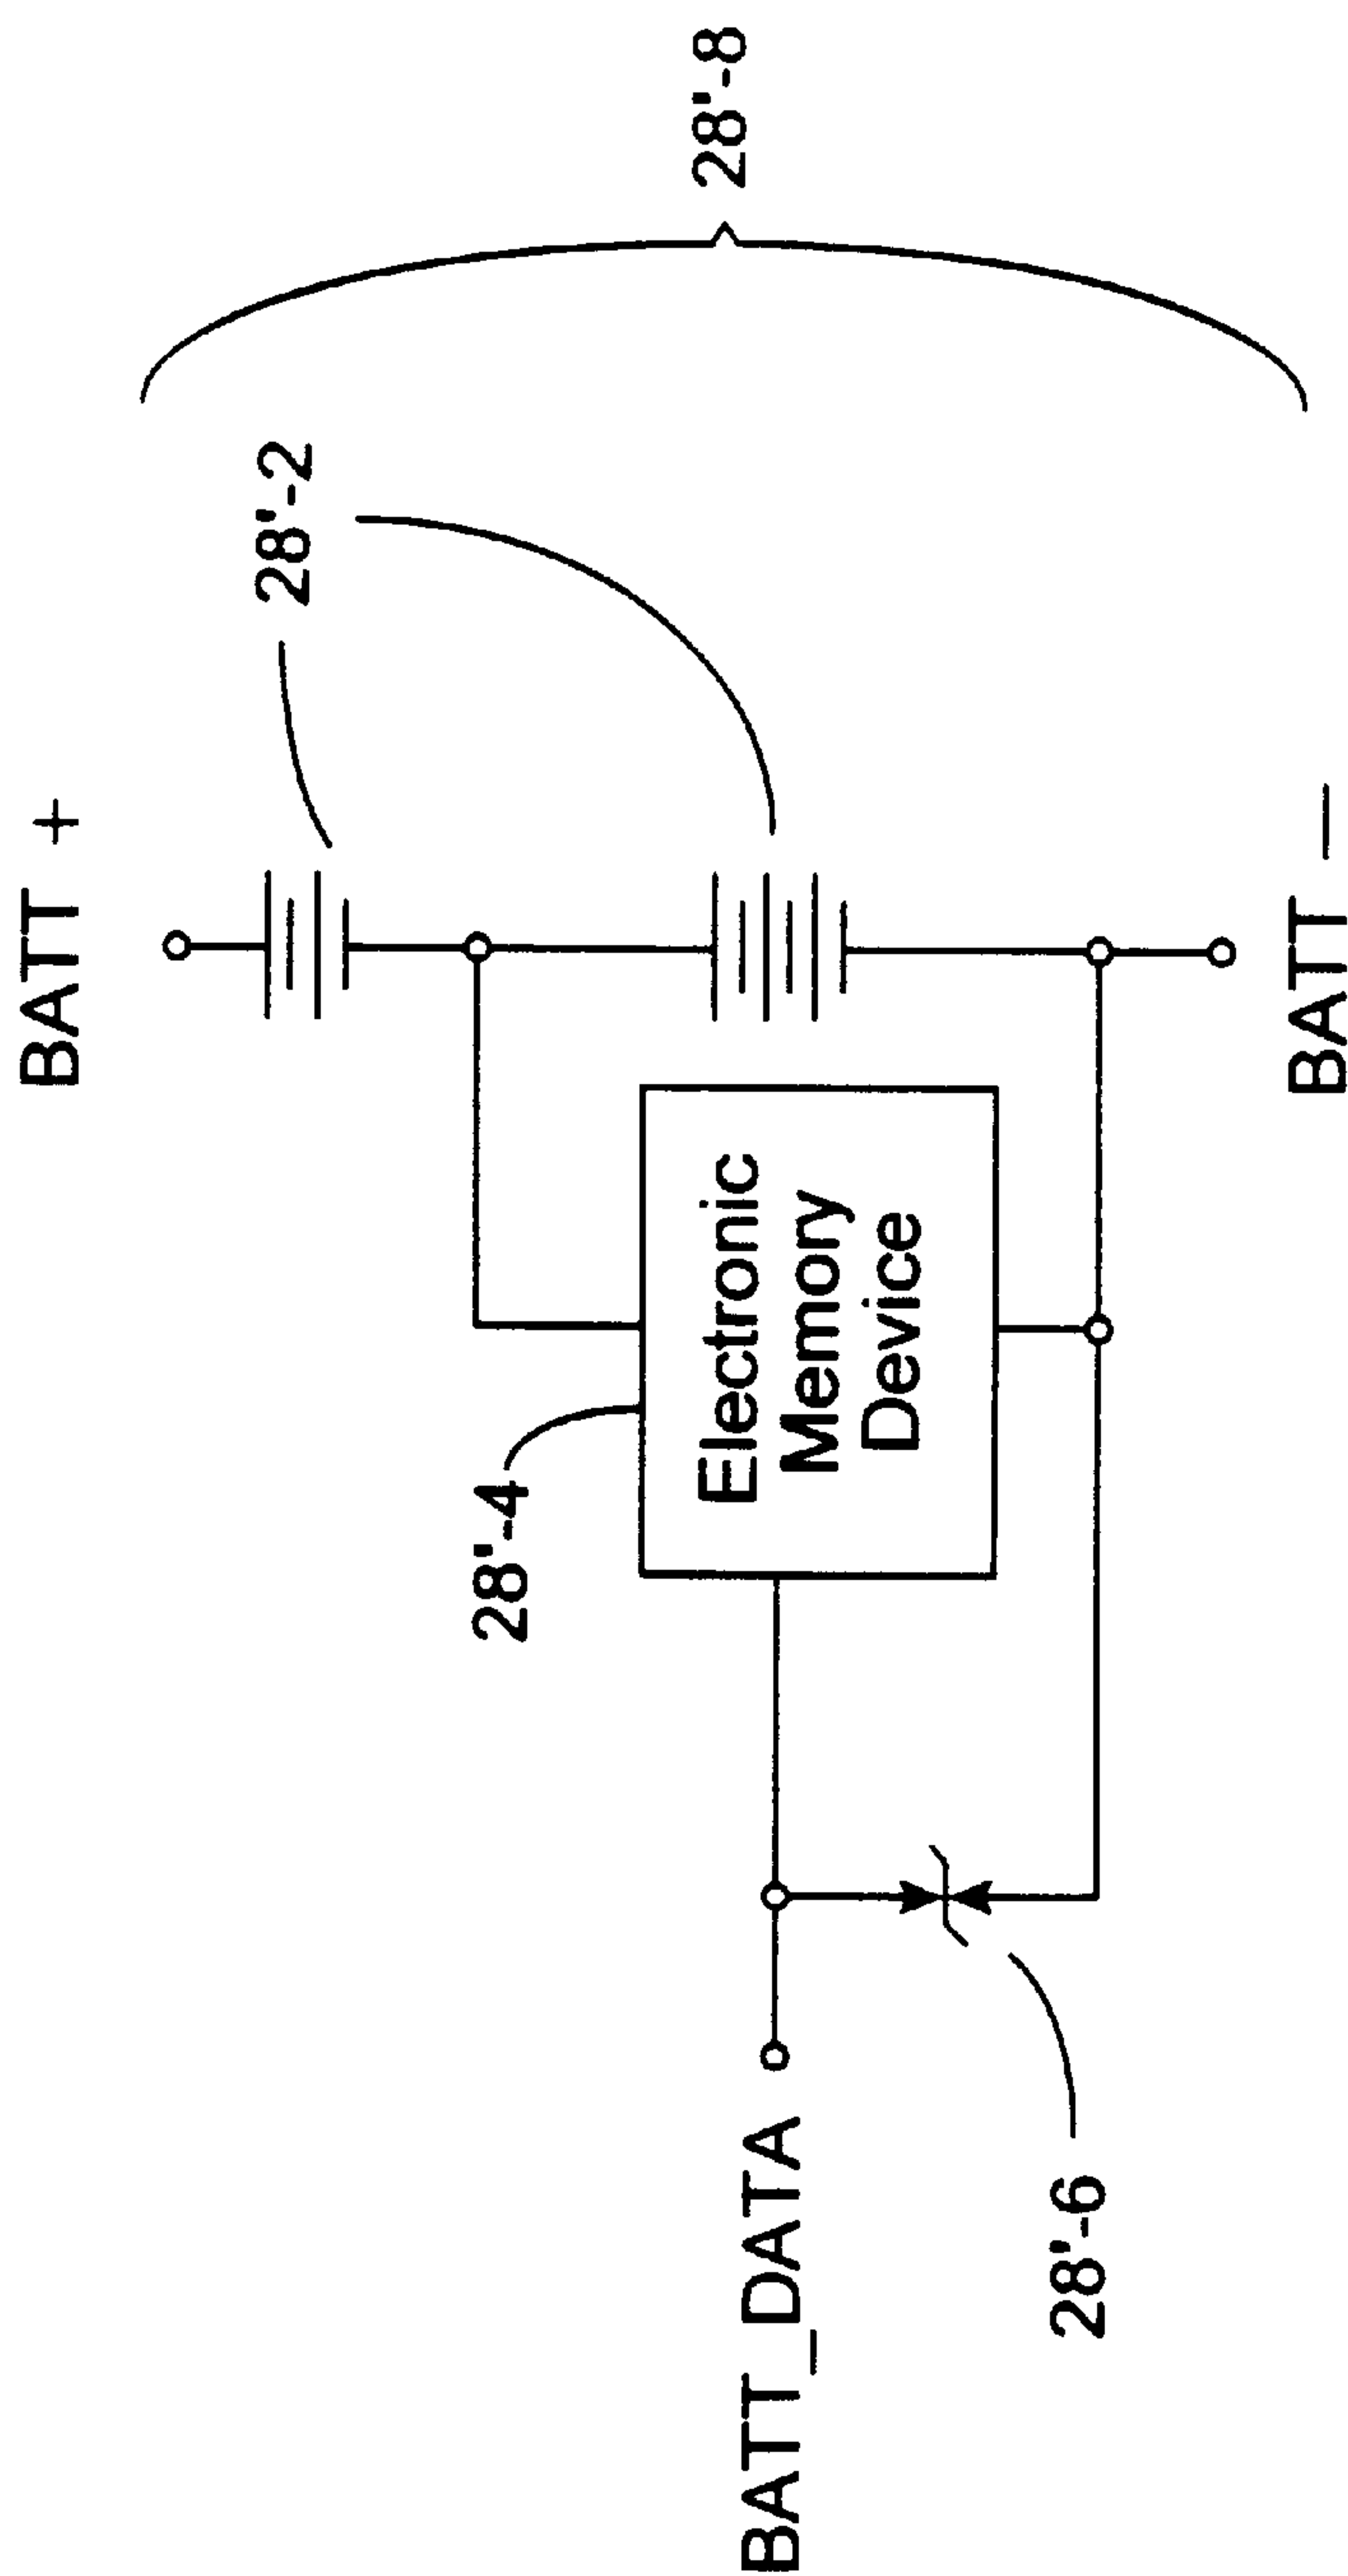 28'-8
28'-2
BATT +
BATT —
Electronic
Memory
Device
28'-4
BATT_DATA
28'-6